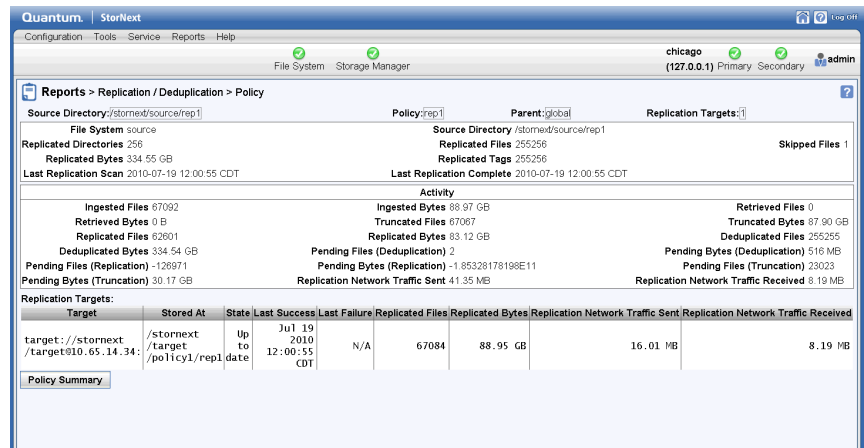 Quantum. StorNext Log Off
Configuration Tools Service Reports Help
File System Storage Manager chicago (127.0.0.1) Primary Secondary admin
Reports > Replication / Deduplication > Policy
Source Directory: /stornext/source/rep1 Policy: rep1 Parent: global Replication Targets: 1
File System source Source Directory /stornext/source/rep1
Replicated Directories 256 Replicated Files 255256 Skipped Files 1
Replicated Bytes 334.55 GB Replicated Tags 255256
Last Replication Scan 2010-07-19 12:00:55 CDT Last Replication Complete 2010-07-19 12:00:55 CDT
Activity
Ingested Files 67092 Ingested Bytes 88.97 GB Retrieved Files 0
Retrieved Bytes 0 B Truncated Files 67067 Truncated Bytes 87.90 GB
Replicated Files 62601 Replicated Bytes 83.12 GB Deduplicated Files 255255
Deduplicated Bytes 334.54 GB Pending Files (Deduplication) 2 Pending Bytes (Deduplication) 516 MB
Pending Files (Replication) -126971 Pending Bytes (Replication) -1.85328178198E11 Pending Files (Truncation) 23023
Pending Bytes (Truncation) 30.17 GB Replication Network Traffic Sent 41.35 MB Replication Network Traffic Received 8.19 MB
Replication Targets:
Target Stored At State Last Success Last Failure Replicated Files Replicated Bytes Replication Network Traffic Sent Replication Network Traffic Received
target://stornext
/target@10.65.14.34:
/stornext
/target
/policy1/rep1
Up
to
date
Jul 19
2010
12:00:55
CDT
N/A 67084 88.95 GB 16.01 MB 8.19 MB
Policy Summary